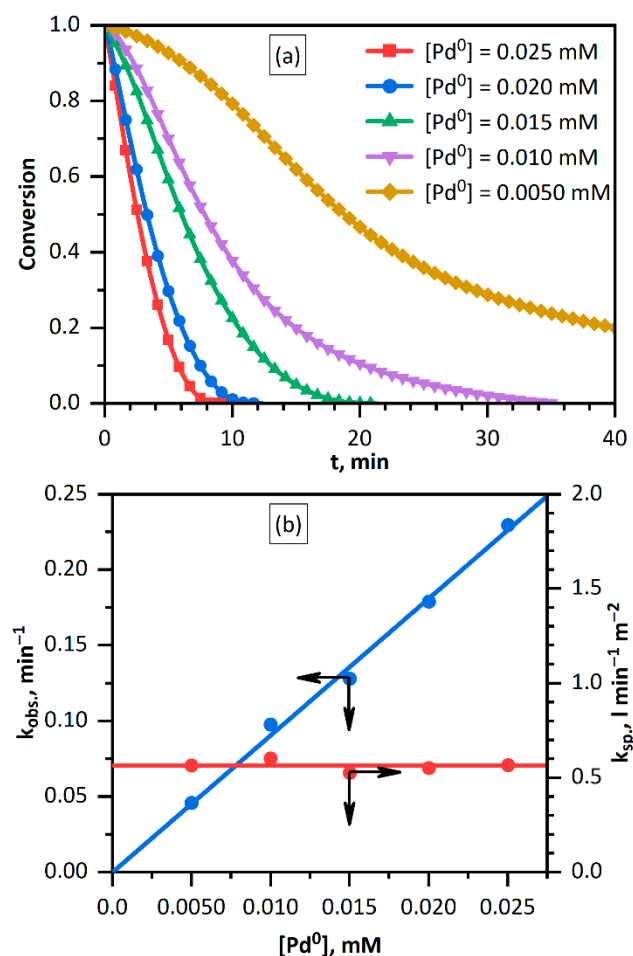 (a)
[Pd⁰] = 0.025 mM
[Pd⁰] = 0.020 mM
[Pd⁰] = 0.015 mM
[Pd⁰] = 0.010 mM
[Pd⁰] = 0.0050 mM
Conversion
1.0
0.8
0.6
0.4
0.2
0.0
0 10 20 30 40
t, min
(b)
k_obs., min⁻¹
0.25
0.20
0.15
0.10
0.05
0.00
2.0
1.5
1.0
0.5
0.0
k_sp., l min⁻¹ m⁻²
0.0 0.0050 0.010 0.015 0.020 0.025
[Pd⁰], mM